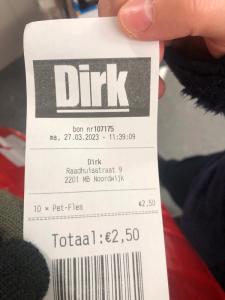 Dirk
bon nr107175
ma, 27.03.2023 - 11:39:09
Dirk
Raadhuisstraat 9
2201 MB Noordwijk
10 × Pet-Fles €2,50
Totaal:€2,50